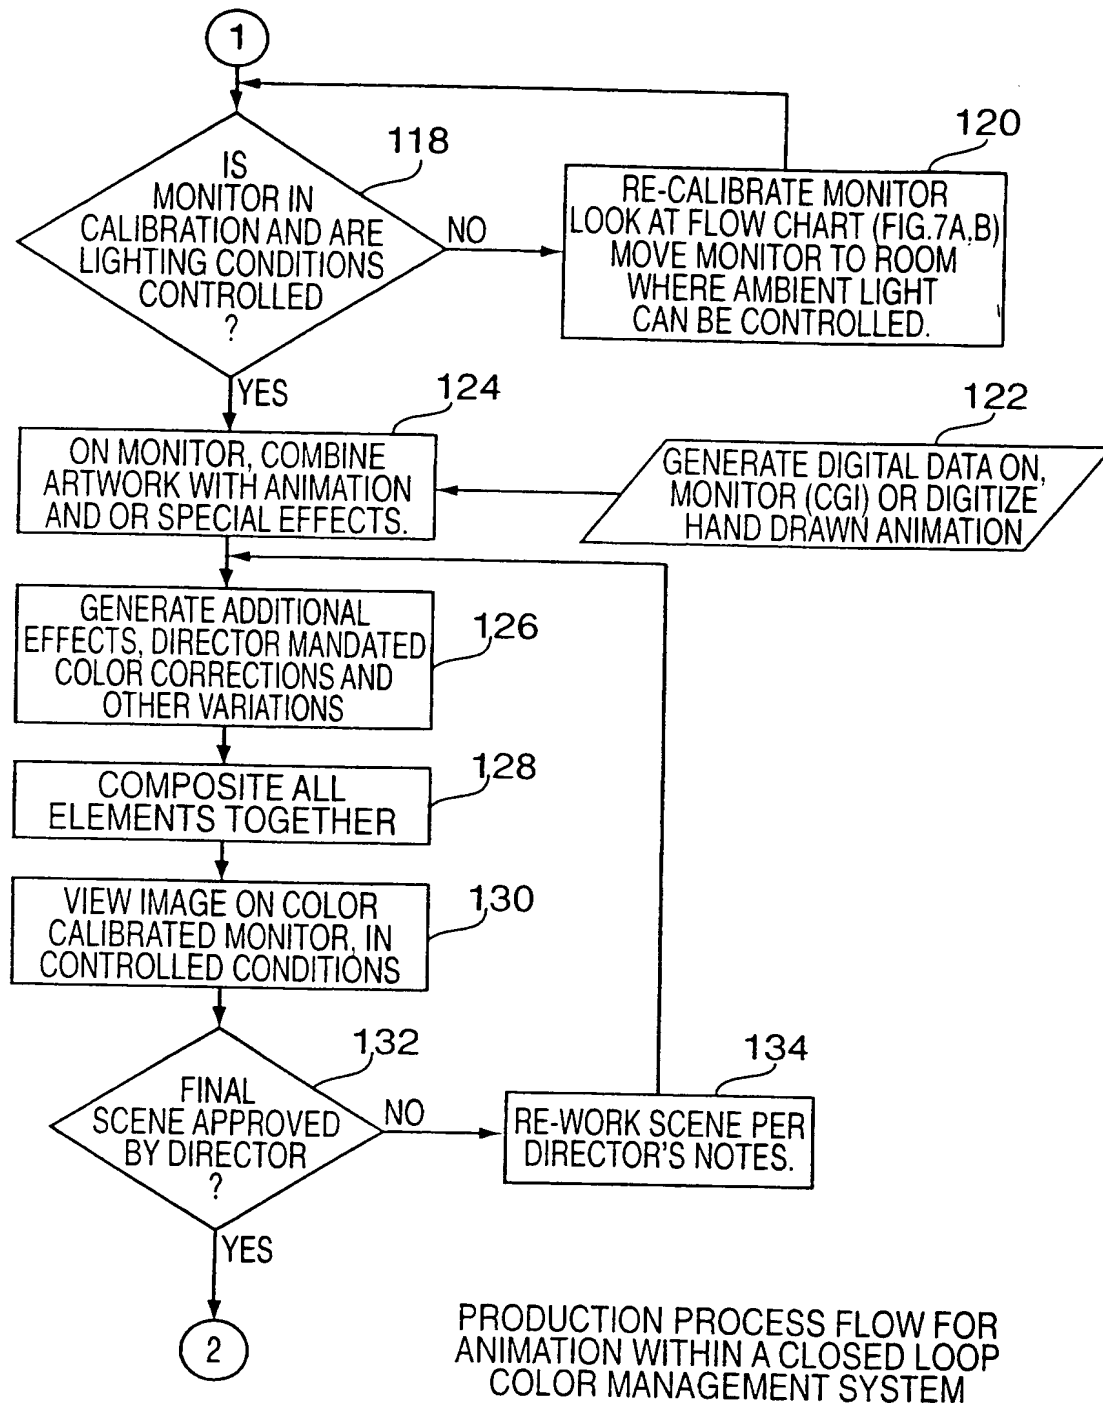 1
118
IS
MONITOR IN
CALIBRATION AND ARE
LIGHTING CONDITIONS
CONTROLLED
?
NO
120
RE-CALIBRATE MONITOR
LOOK AT FLOW CHART (FIG.7A,B)
MOVE MONITOR TO ROOM
WHERE AMBIENT LIGHT
CAN BE CONTROLLED.
YES
124
ON MONITOR, COMBINE
ARTWORK WITH ANIMATION
AND OR SPECIAL EFFECTS.
122
GENERATE DIGITAL DATA ON,
MONITOR (CGI) OR DIGITIZE
HAND DRAWN ANIMATION
126
GENERATE ADDITIONAL
EFFECTS, DIRECTOR MANDATED
COLOR CORRECTIONS AND
OTHER VARIATIONS
128
COMPOSITE ALL
ELEMENTS TOGETHER
130
VIEW IMAGE ON COLOR
CALIBRATED MONITOR, IN
CONTROLLED CONDITIONS
132
FINAL
SCENE APPROVED
BY DIRECTOR
?
NO
134
RE-WORK SCENE PER
DIRECTOR'S NOTES.
YES
2
PRODUCTION PROCESS FLOW FOR
ANIMATION WITHIN A CLOSED LOOP
COLOR MANAGEMENT SYSTEM